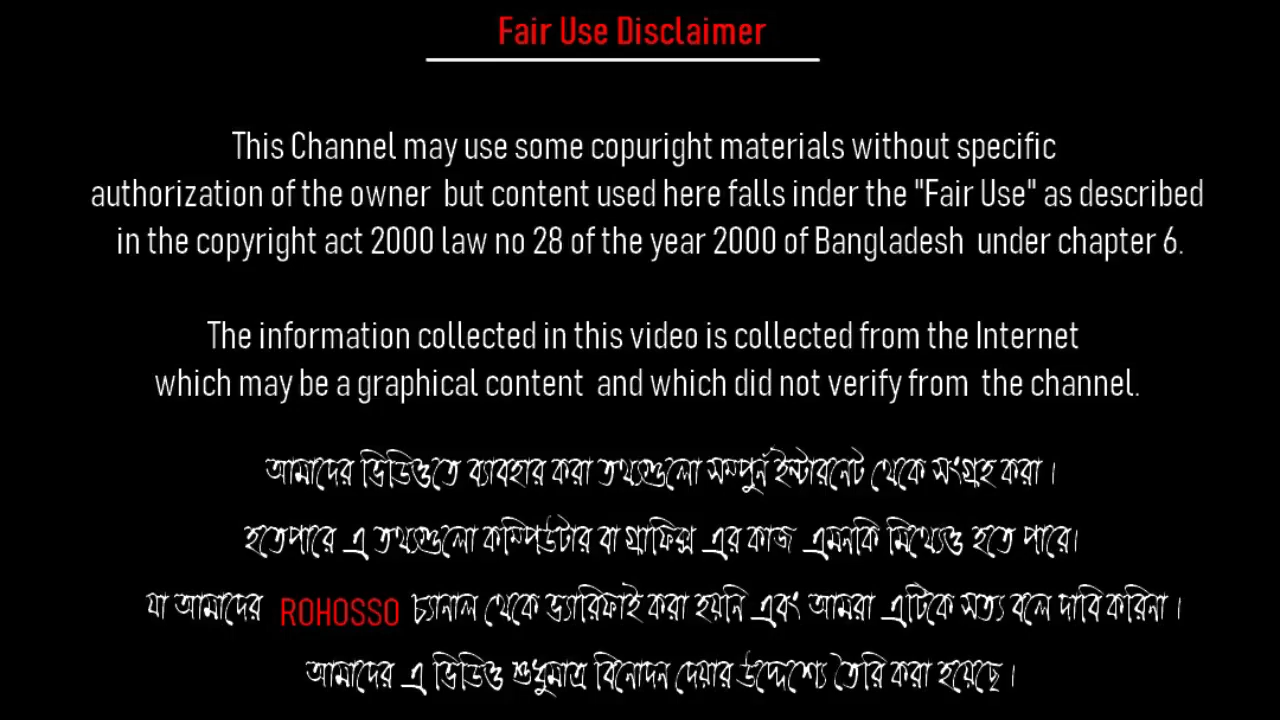 Fair Use Disclaimer
This Channel may use some copuright materials without specific
authorization of the owner but content used here falls inder the "Fair Use" as described
in the copyright act 2000 law no 28 of the year 2000 of Bangladesh under chapter 6.
The information collected in this video is collected from the Internet
which may be a graphical content and which did not verify from the channel.
আমাদের ভিডিওতে ব্যাবহার করা তথ্যগুলো সম্পুর্ন ইন্টারনেট থেকে সংগ্রহ করা ।
হতেপারে এ তথ্যগুলো কম্পিউটার বা গ্রাফিক্স এর কাজ এমনকি মিথ্যেও হতে পারে।
যা আমাদের ROHOSSO চ্যানাল থেকে ভ্যারিফাই করা হয়নি এবং আমরা এটিকে সত্য বলে দাবি করিনা ।
আমাদের এ ভিডিও শুধুমাত্র বিনোদন দেয়ার উদ্দেশ্যে তৈরি করা হয়েছে ।